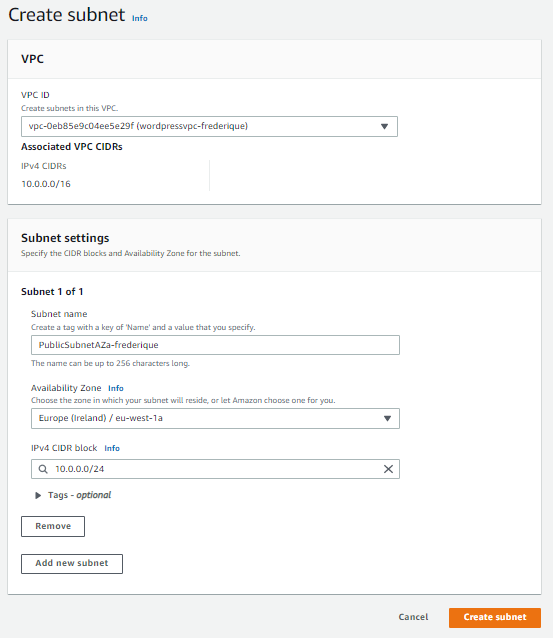 Create subnet Info
VPC
VPC ID
Create subnets in this VPC.
vpc-0eb85e9c04ee5e29f (wordpressvpc-frederique)
Associated VPC CIDRs
IPv4 CIDRs
10.0.0.0/16
Subnet settings
Specify the CIDR blocks and Availability Zone for the subnet.
Subnet 1 of 1
Subnet name
Create a tag with a key of 'Name' and a value that you specify.
PublicSubnetAZa-frederique
The name can be up to 256 characters long.
Availability Zone Info
Choose the zone in which your subnet will reside, or let Amazon choose one for you.
Europe (Ireland) / eu-west-1a
IPv4 CIDR block Info
10.0.0.0/24
Tags - optional
Remove
Add new subnet
Cancel Create subnet